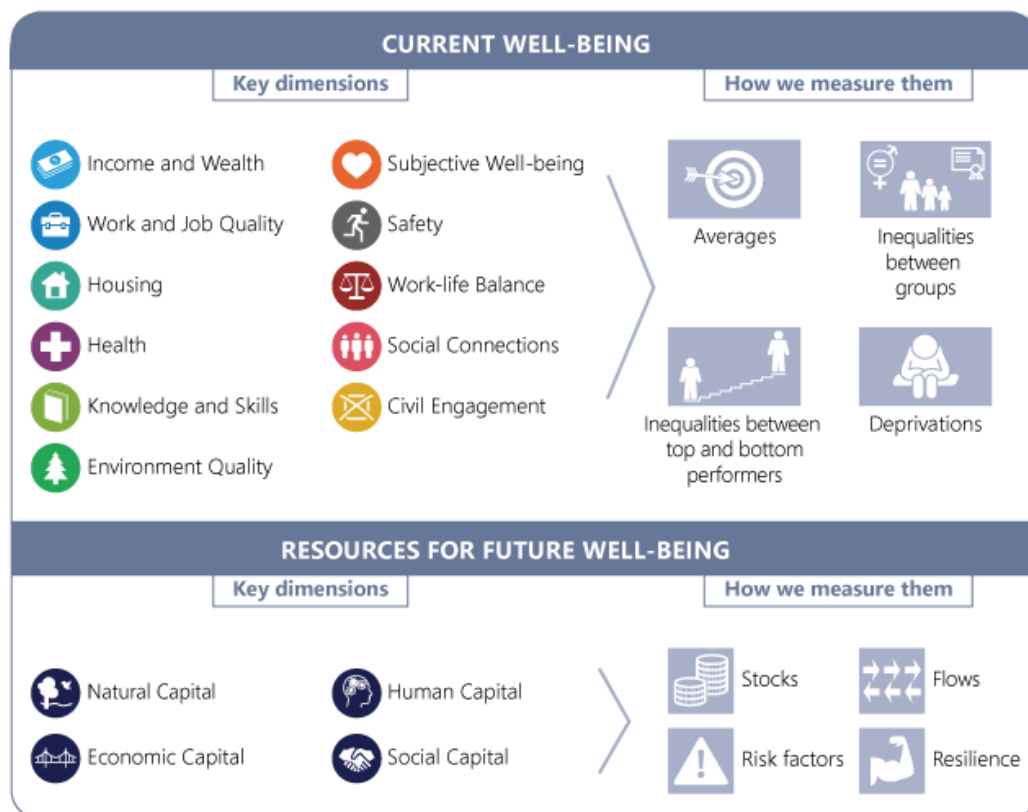 CURRENT WELL-BEING
Key dimensions
How we measure them
Income and Wealth
Subjective Well-being
Work and Job Quality
Safety
Housing
Work-life Balance
Health
Social Connections
Knowledge and Skills
Civil Engagement
Environment Quality
Averages
Inequalities
between
groups
Inequalities between
top and bottom
performers
Deprivations
RESOURCES FOR FUTURE WELL-BEING
Key dimensions
How we measure them
Natural Capital
Human Capital
Economic Capital
Social Capital
Stocks
Flows
Risk factors
Resilience